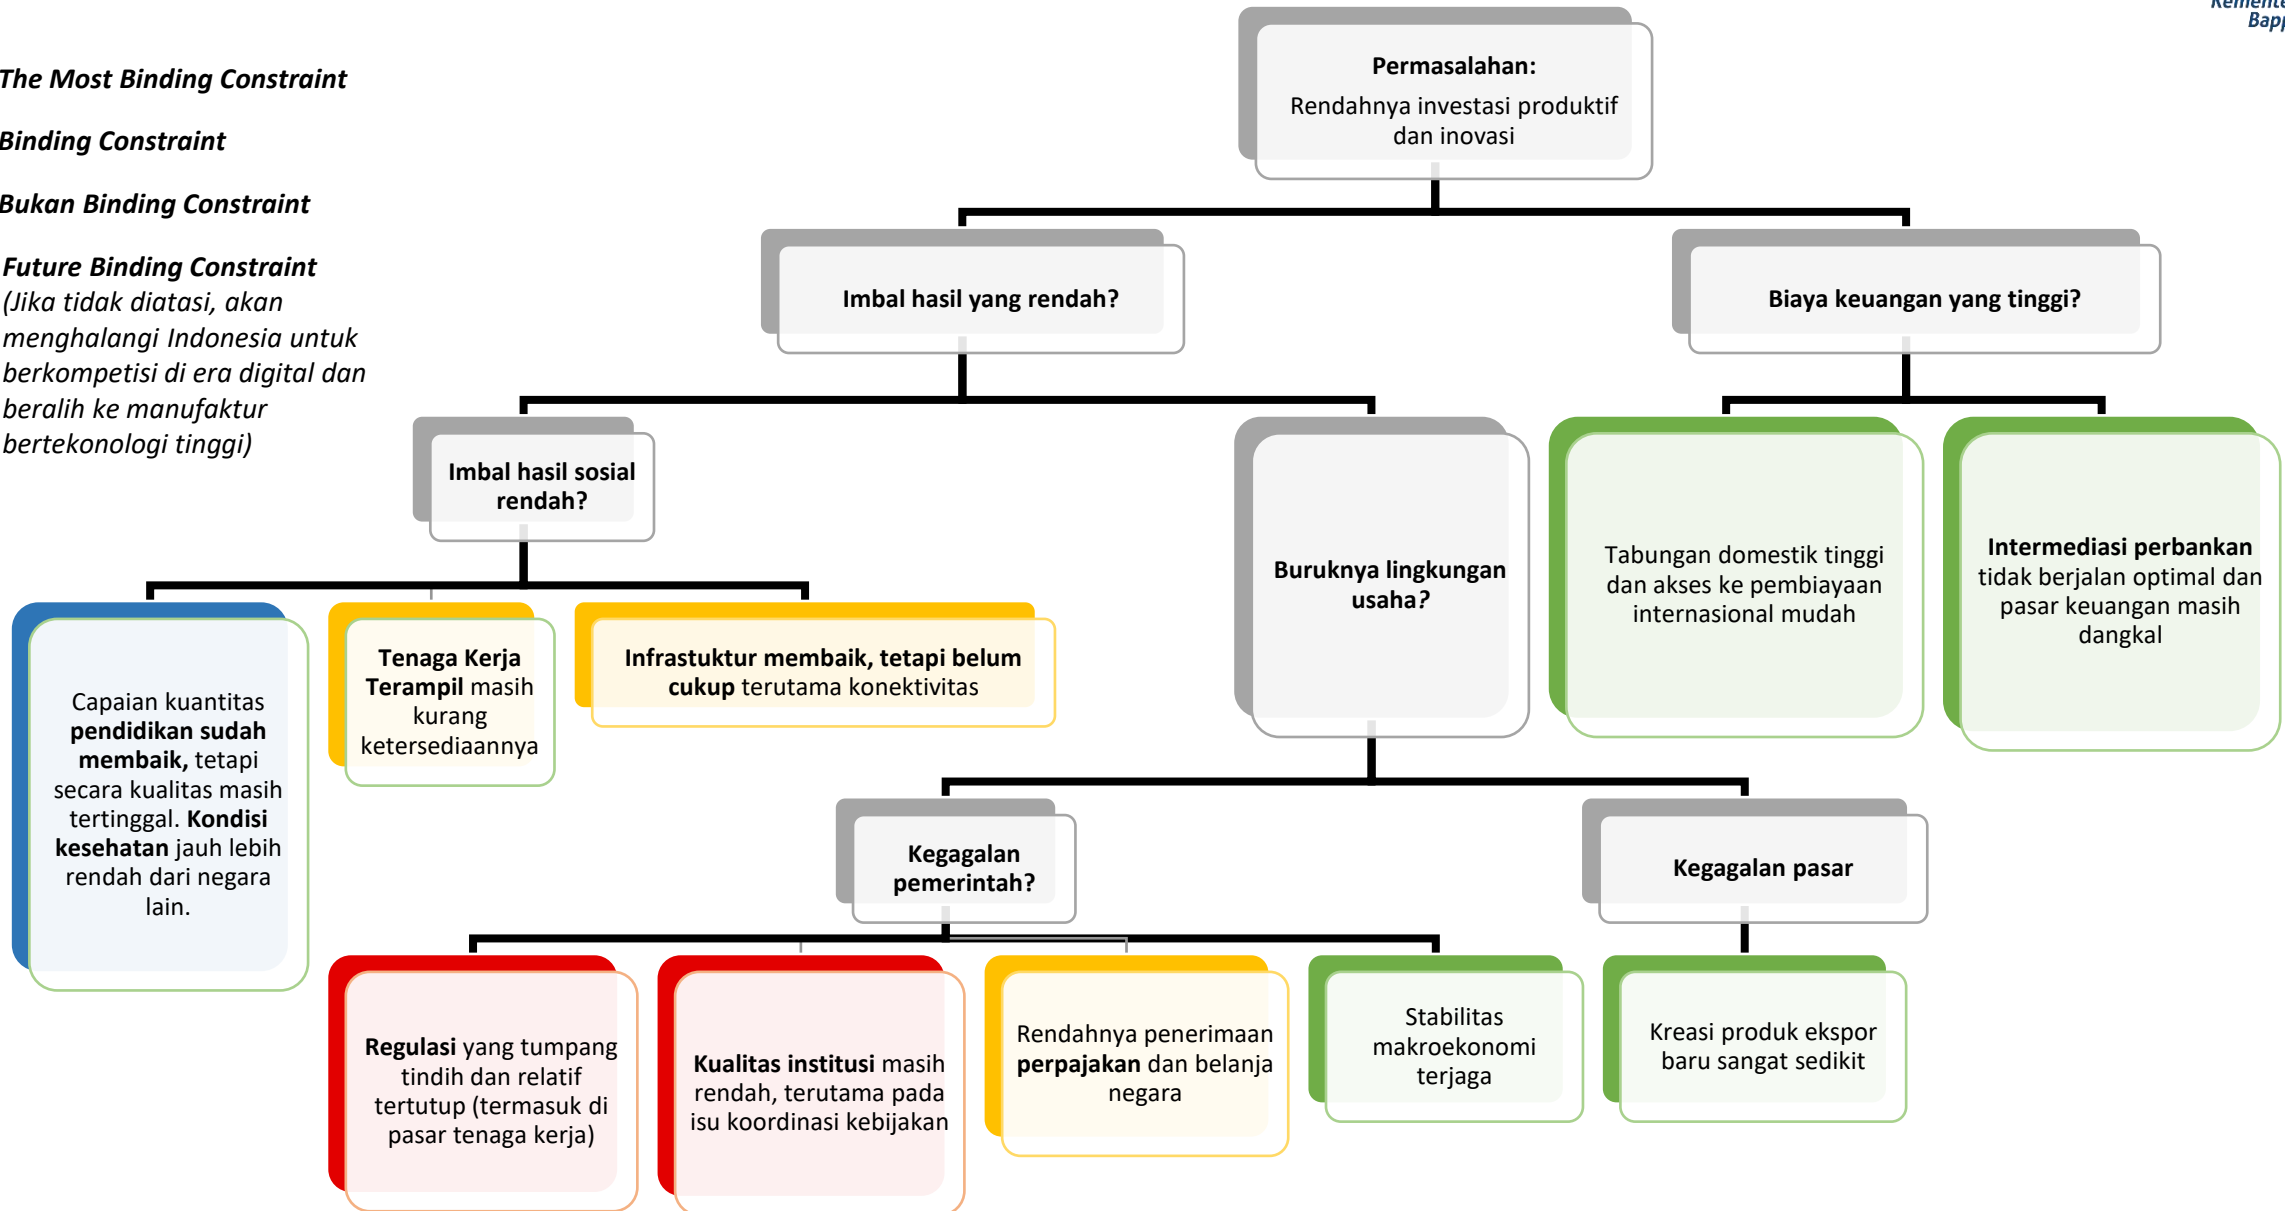 Kemente
Bapp
The Most Binding Constraint
Binding Constraint
Bukan Binding Constraint
Future Binding Constraint
(Jika tidak diatasi, akan
menghalangi Indonesia untuk
berkompetisi di era digital dan
beralih ke manufaktur
bertekonologi tinggi)
Permasalahan:
Rendahnya investasi produktif
dan inovasi
Imbal hasil yang rendah?
Biaya keuangan yang tinggi?
Imbal hasil sosial
rendah?
Buruknya lingkungan
usaha?
Tabungan domestik tinggi
dan akses ke pembiayaan
internasional mudah
Intermediasi perbankan
tidak berjalan optimal dan
pasar keuangan masih
dangkal
Capaian kuantitas
pendidikan sudah
membaik, tetapi
secara kualitas masih
tertinggal. Kondisi
kesehatan jauh lebih
rendah dari negara
lain.
Tenaga Kerja
Terampil masih
kurang
ketersediaannya
Infrastuktur membaik, tetapi belum
cukup terutama konektivitas
Kegagalan
pemerintah?
Kegagalan pasar
Regulasi yang tumpang
tindih dan relatif
tertutup (termasuk di
pasar tenaga kerja)
Kualitas institusi masih
rendah, terutama pada
isu koordinasi kebijakan
Rendahnya penerimaan
perpajakan dan belanja
negara
Stabilitas
makroekonomi
terjaga
Kreasi produk ekspor
baru sangat sedikit